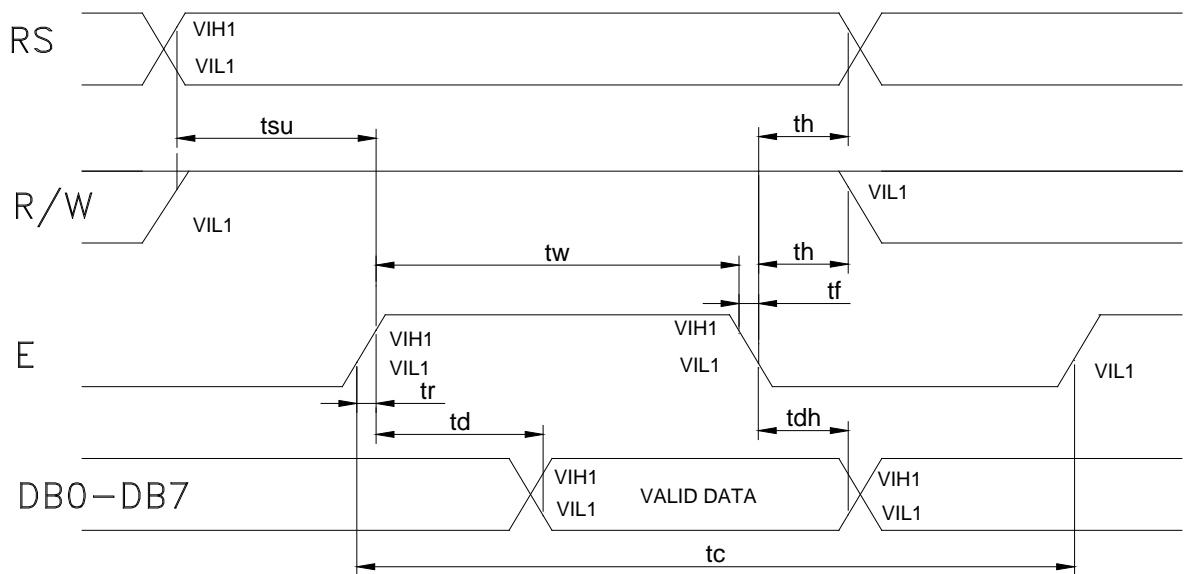 RS
VIH1
VIL1
tsu
th
R/W
VIL1
VIL1
tw
th
tf
E
VIH1
VIL1
VIH1
VIL1
VIL1
tr
td
tdh
DB0-DB7
VIH1
VIL1
VALID DATA
VIH1
VIL1
tc